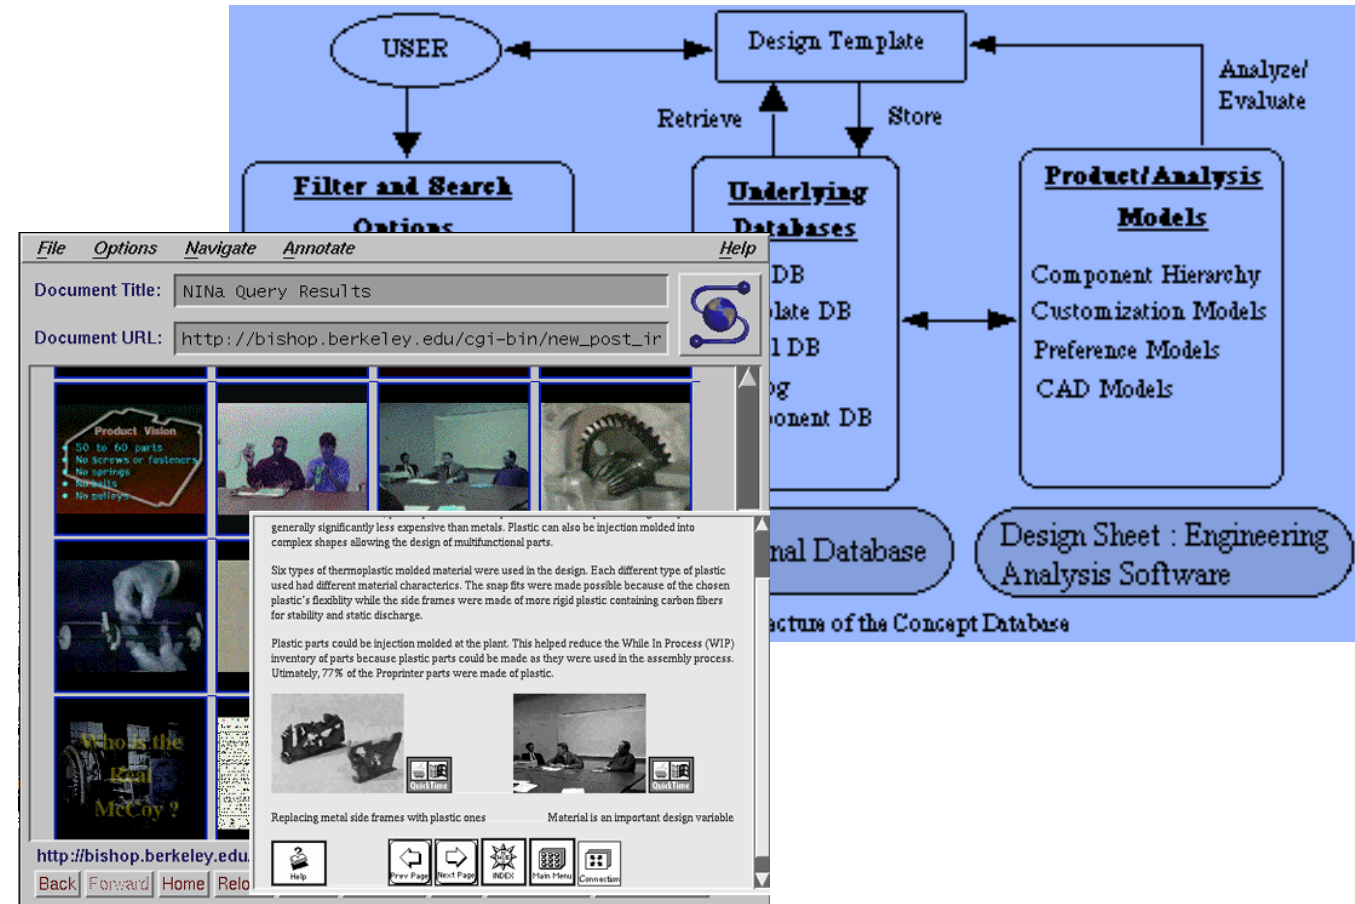 USER
Design Template
Analyze/
Evaluate
Retrieve
Store
Filter and Search
Options
Underlying
Databases
DB
DB
DB
DB
Product/Analysis
Models
Component Hierarchy
Customization Models
Preference Models
CAD Models
Database
Design Sheet : Engineering
Analysis Software
of the Concept Database
File Options Navigate Annotate Help
Document Title: NINa Query Results
Document URL: http://bishop.berkeley.edu/cgi-bin/new_post_ir
Product Vision
50 to 60 parts
No Screws or fasteners
No springs
No belts
No pulleys
Who is the
Real
McCoy ?
generally significantly less expensive than metals. Plastic can also be injection molded into
complex shapes allowing the design of multifunctional parts.
Six types of thermoplastic molded material were used in the design. Each different type of plastic
used had different material characterics. The snap fits were made possible because of the chosen
plastic's flexiblity while the side frames were made of more rigid plastic containing carbon fibers
for stability and static discharge.
Plastic parts could be injection molded at the plant. This helped reduce the While In Process (WIP)
inventory of parts because plastic parts could be made as they were used in the assembly process.
Utimately, 77% of the Proprinter parts were made of plastic.
QuickTime QuickTime
Replacing metal side frames with plastic ones Material is an important design variable
Help Prev Page Next Page INDEX Main Menu Connection
http://bishop.berkeley.edu
Back Forward Home Relo